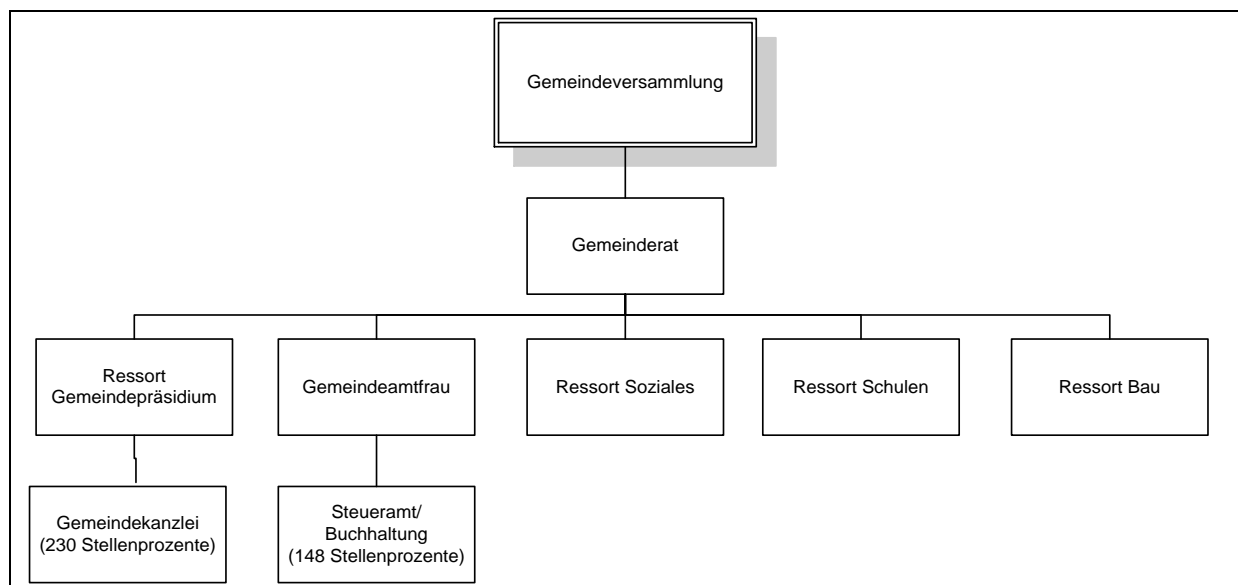 Gemeindeversammlung
Gemeinderat
Ressort
Gemeindepräsidium
Gemeindeamtfrau
Ressort Soziales
Ressort Schulen
Ressort Bau
Gemeindekanzlei
(230 Stellenprozente)
Steueramt/
Buchhaltung
(148 Stellenprozente)